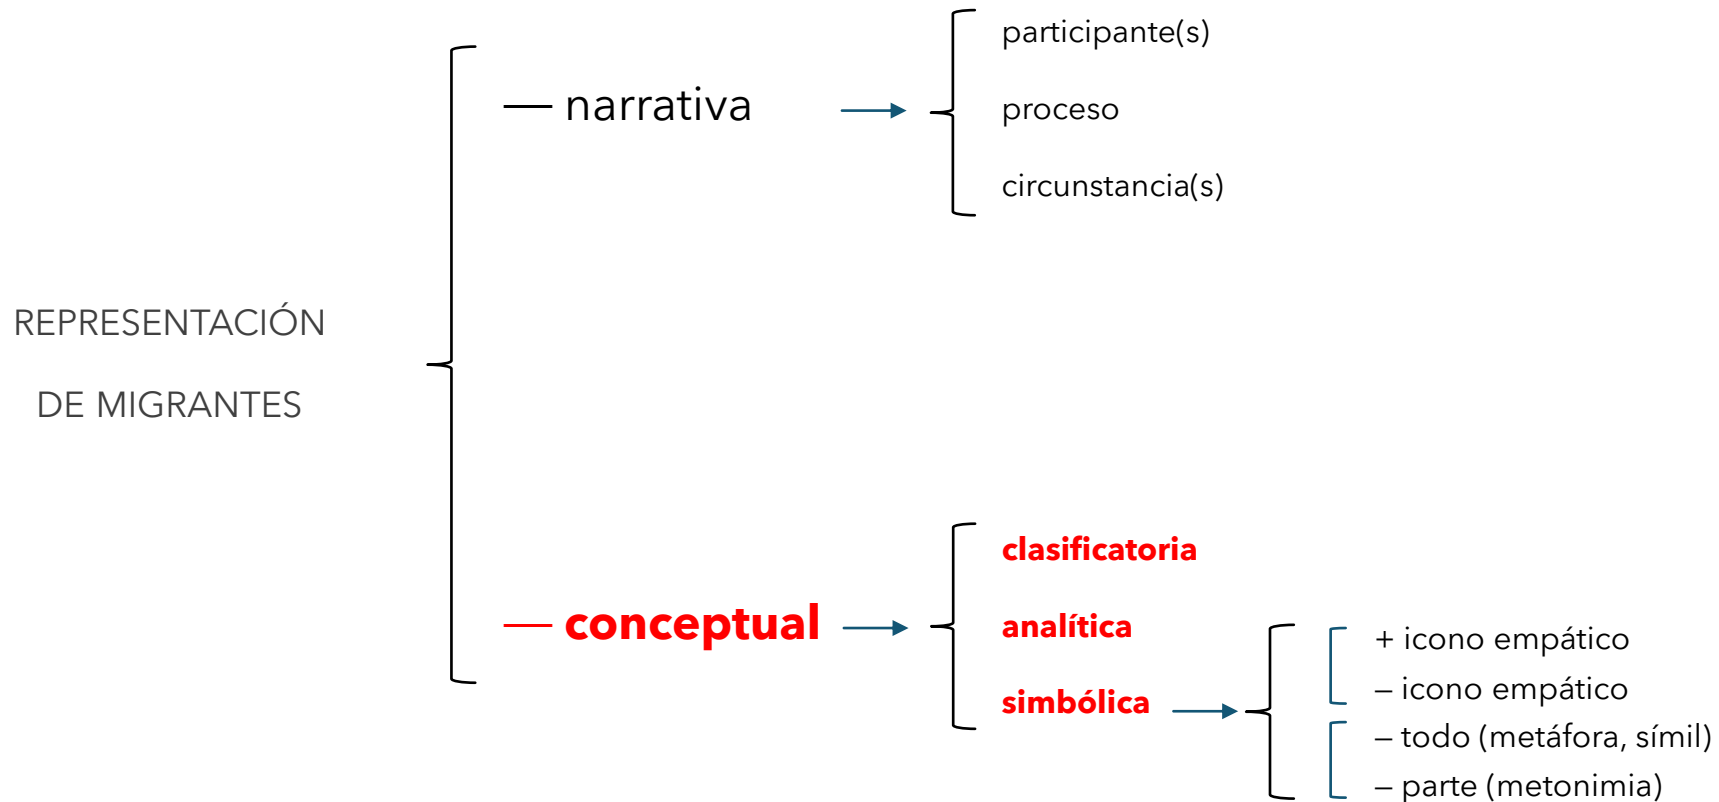 participante(s)
— narrativa
proceso
circunstancia(s)
REPRESENTACIÓN
DE MIGRANTES
clasificatoria
— conceptual
analítica
simbólica
+ icono empático
– icono empático
– todo (metáfora, símil)
– parte (metonimia)